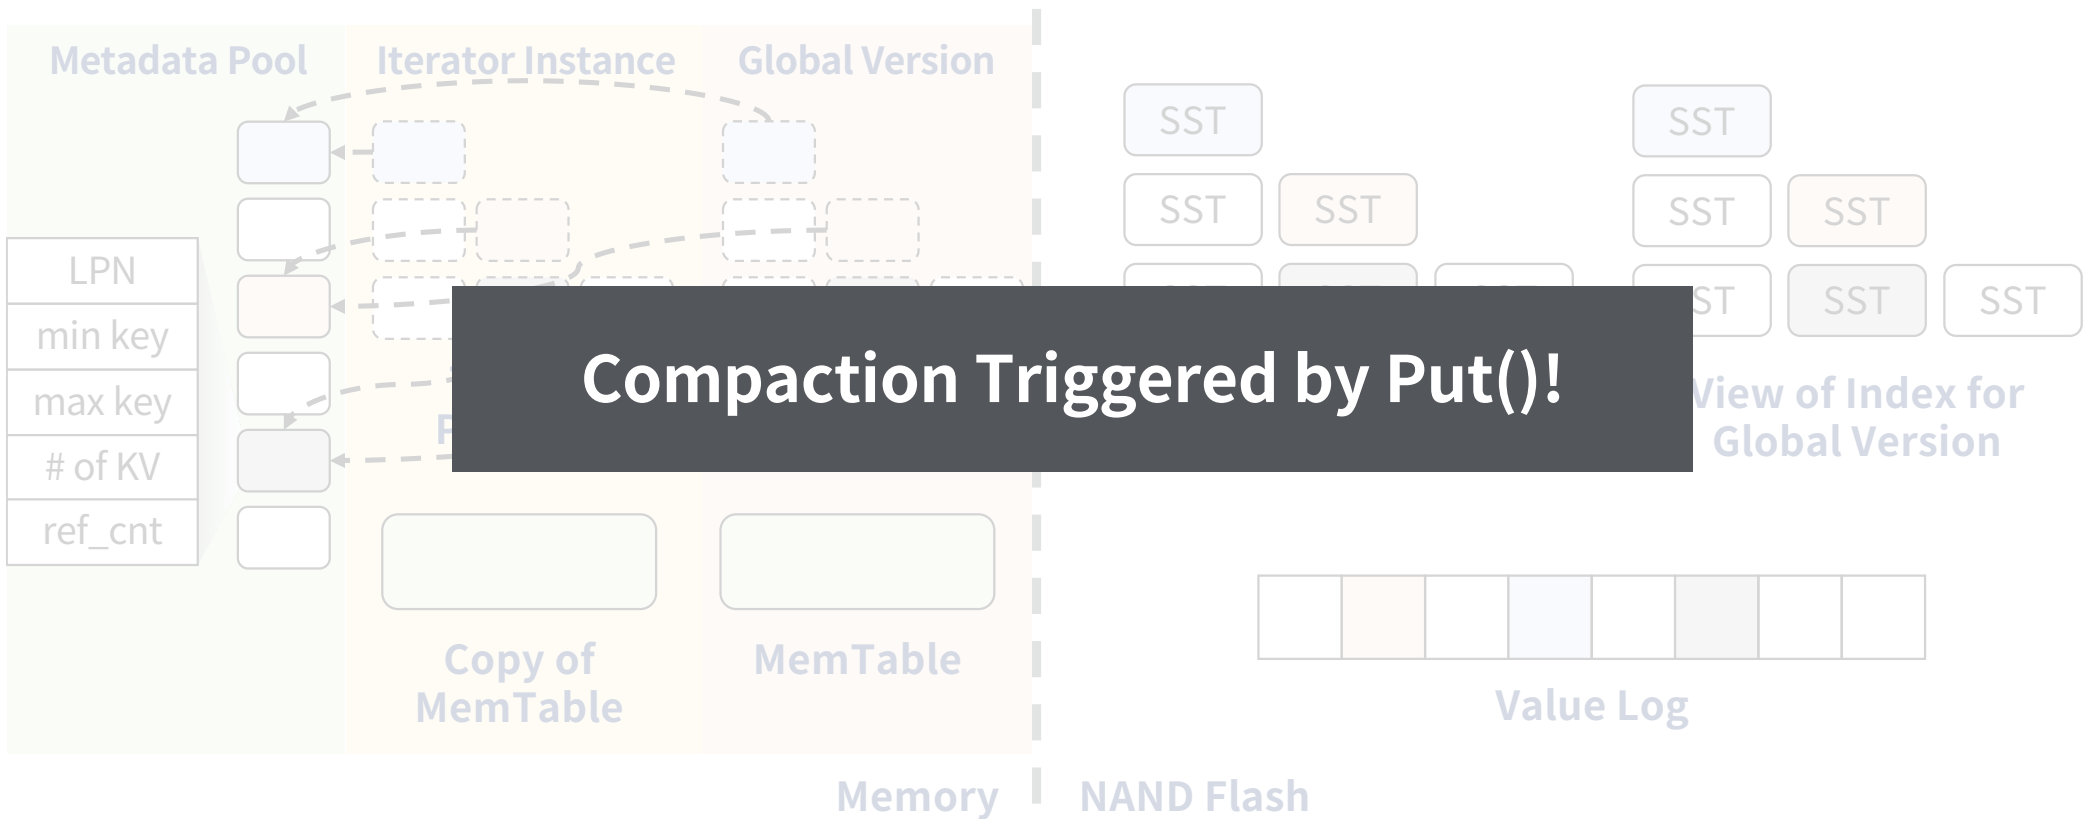 Metadata Pool
Iterator Instance
Global Version
LPN
min key
max key
# of KV
ref_cnt
SST
SST
SST
SST
SST
SST
SST
SST
Compaction Triggered by Put()!
View of Index for
Global Version
Copy of
MemTable
MemTable
Value Log
Memory
NAND Flash